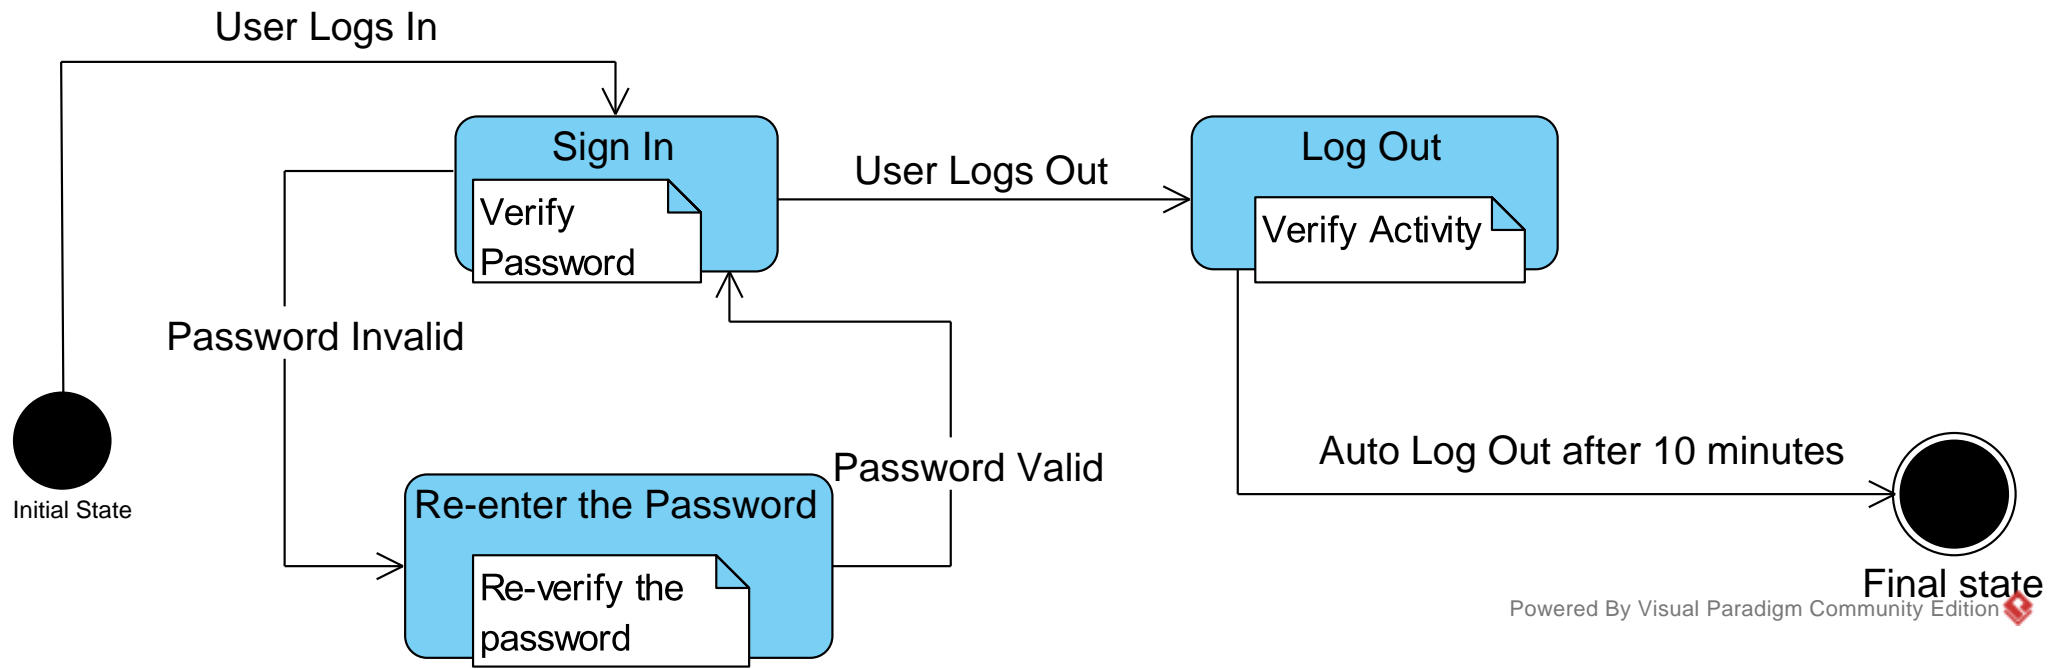 User Logs In
Sign In
Verify
Password
User Logs Out
Log Out
Verify Activity
Password Invalid
Initial State
Password Valid
Re-enter the Password
Re-verify the
password
Auto Log Out after 10 minutes
Final state
Powered By Visual Paradigm Community Edition